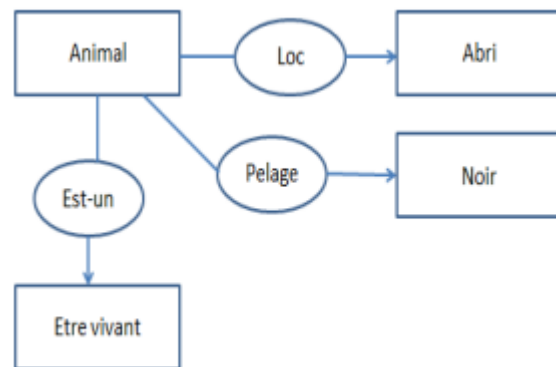 Animal
Loc
Abri
Pelage
Noir
Est-un
Etre vivant